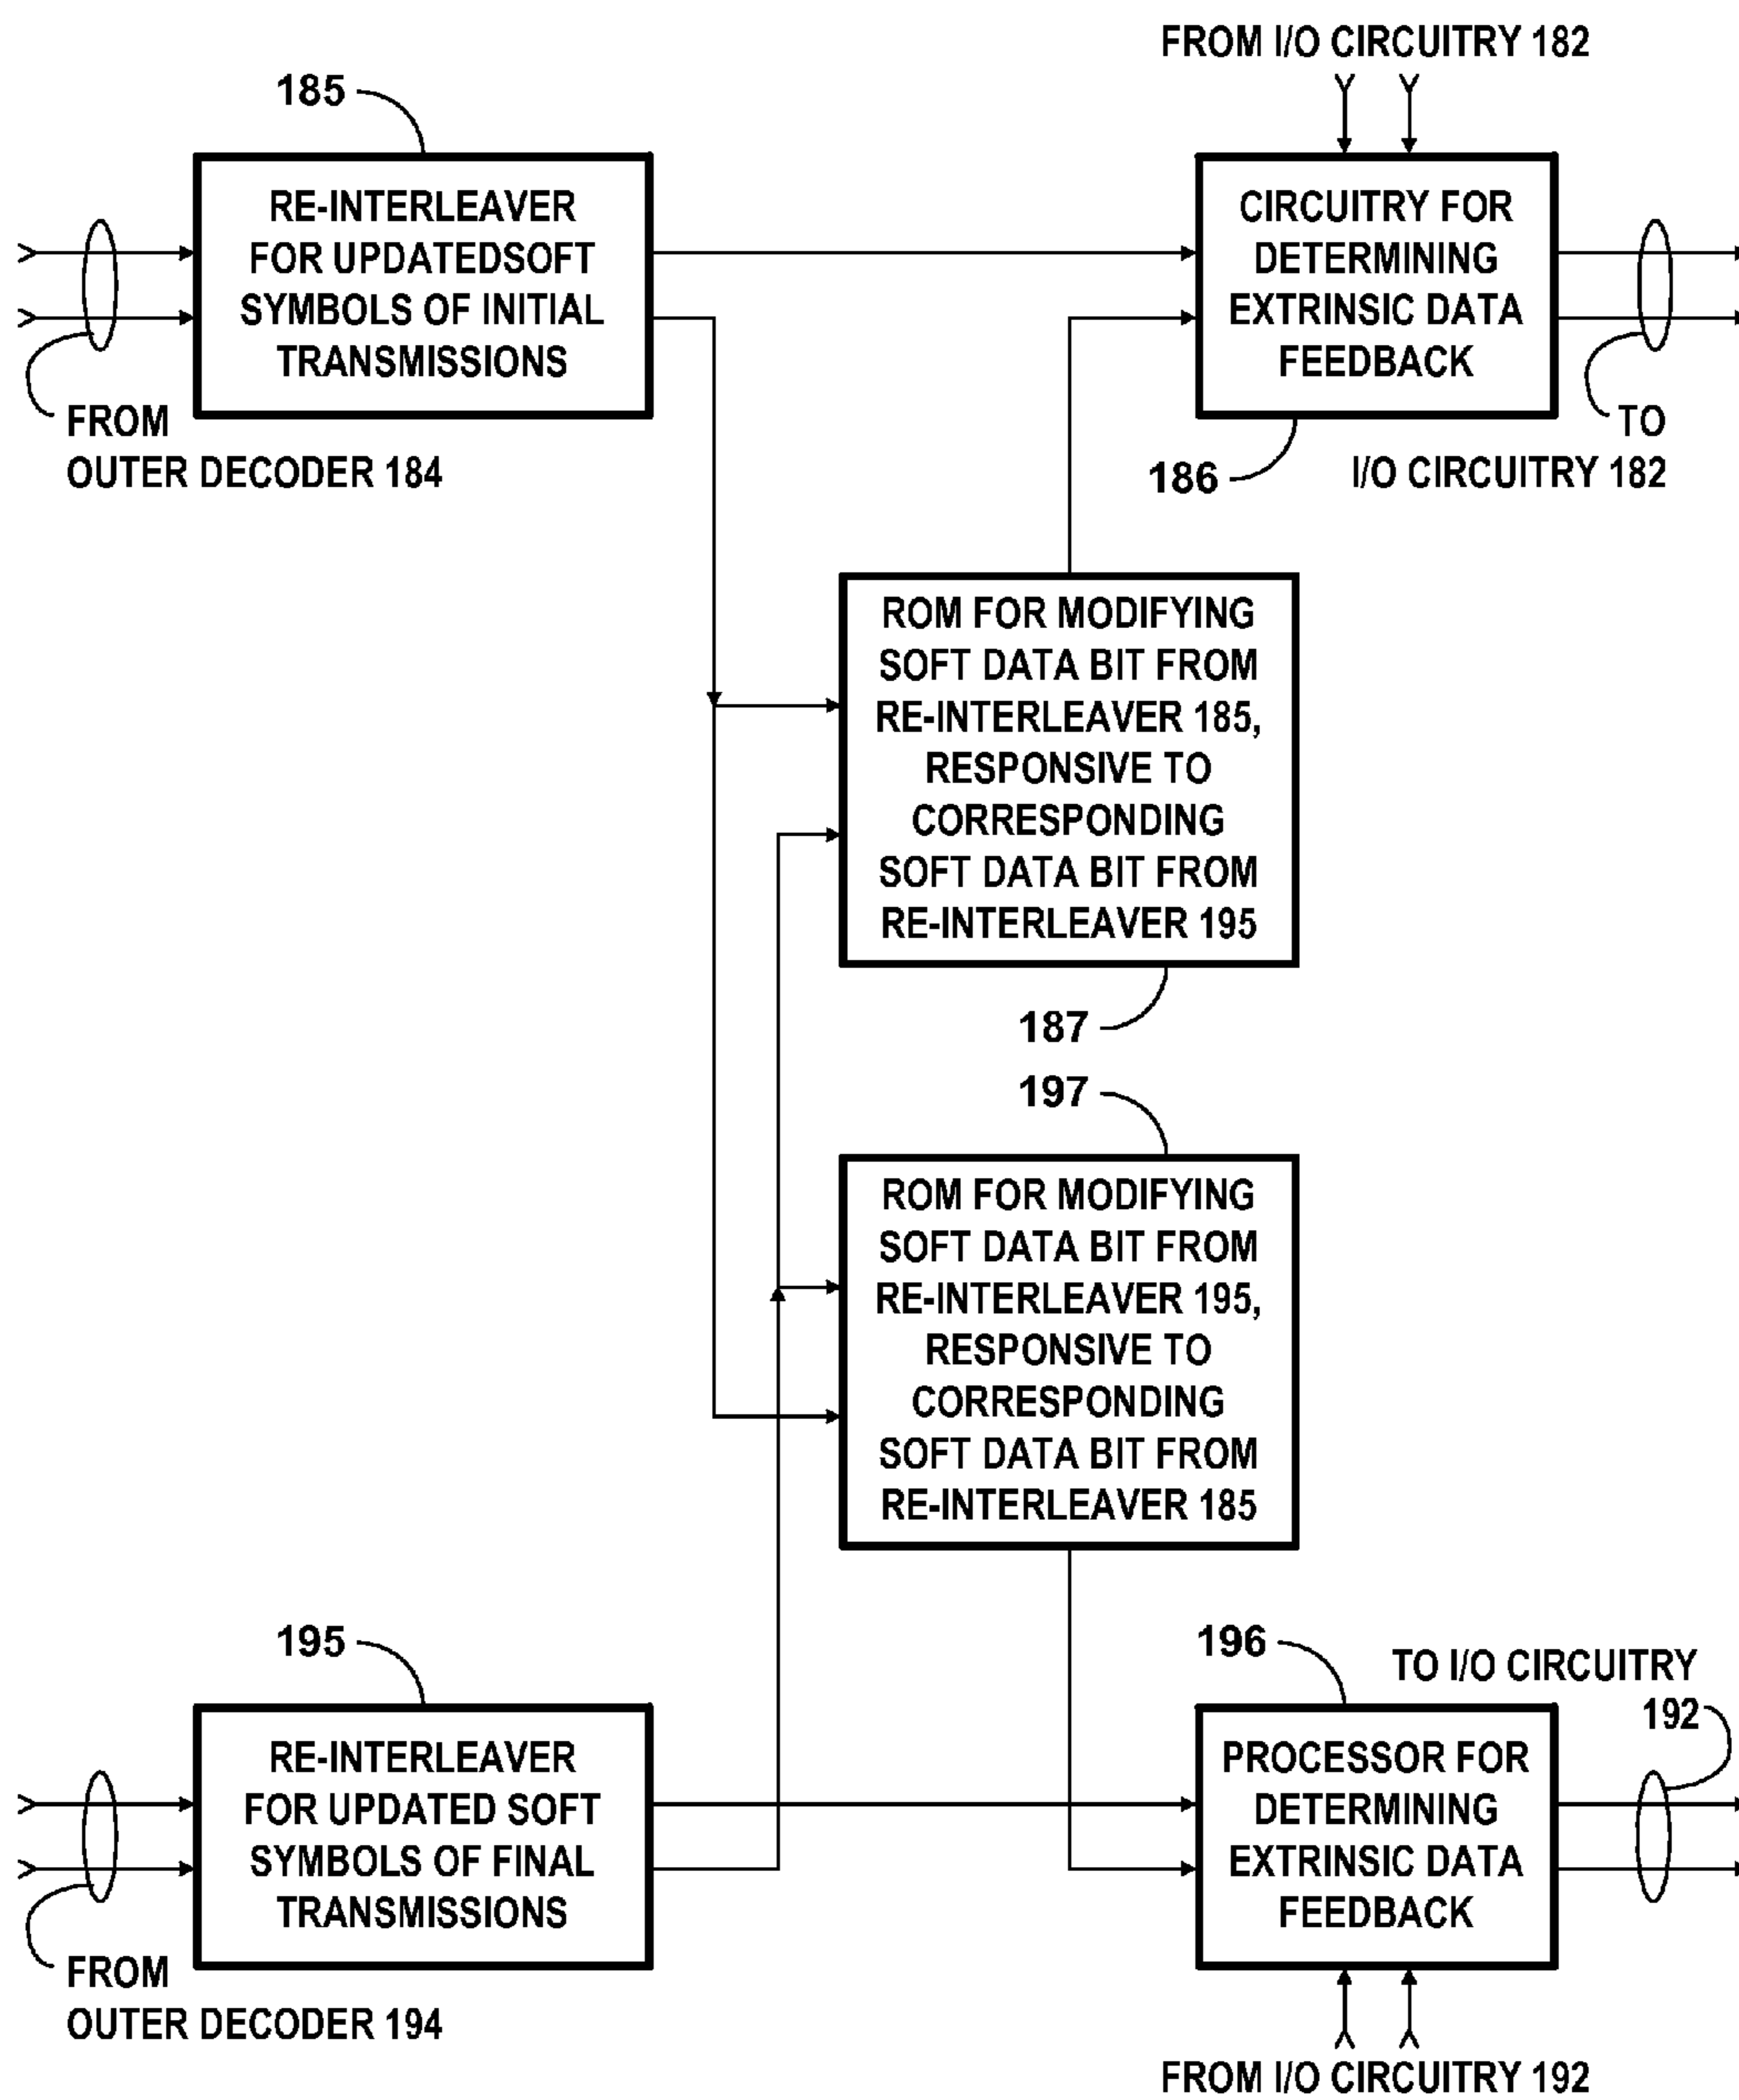 FROM I/O CIRCUITRY 182
185
RE-INTERLEAVER
FOR UPDATEDSOFT
SYMBOLS OF INITIAL
TRANSMISSIONS
CIRCUITRY FOR
DETERMINING
EXTRINSIC DATA
FEEDBACK
FROM
OUTER DECODER 184
186
TO
I/O CIRCUITRY 182
ROM FOR MODIFYING
SOFT DATA BIT FROM
RE-INTERLEAVER 185,
RESPONSIVE TO
CORRESPONDING
SOFT DATA BIT FROM
RE-INTERLEAVER 195
187
197
ROM FOR MODIFYING
SOFT DATA BIT FROM
RE-INTERLEAVER 195,
RESPONSIVE TO
CORRESPONDING
SOFT DATA BIT FROM
RE-INTERLEAVER 185
195
196
TO I/O CIRCUITRY
192
RE-INTERLEAVER
FOR UPDATED SOFT
SYMBOLS OF FINAL
TRANSMISSIONS
PROCESSOR FOR
DETERMINING
EXTRINSIC DATA
FEEDBACK
FROM
OUTER DECODER 194
FROM I/O CIRCUITRY 192